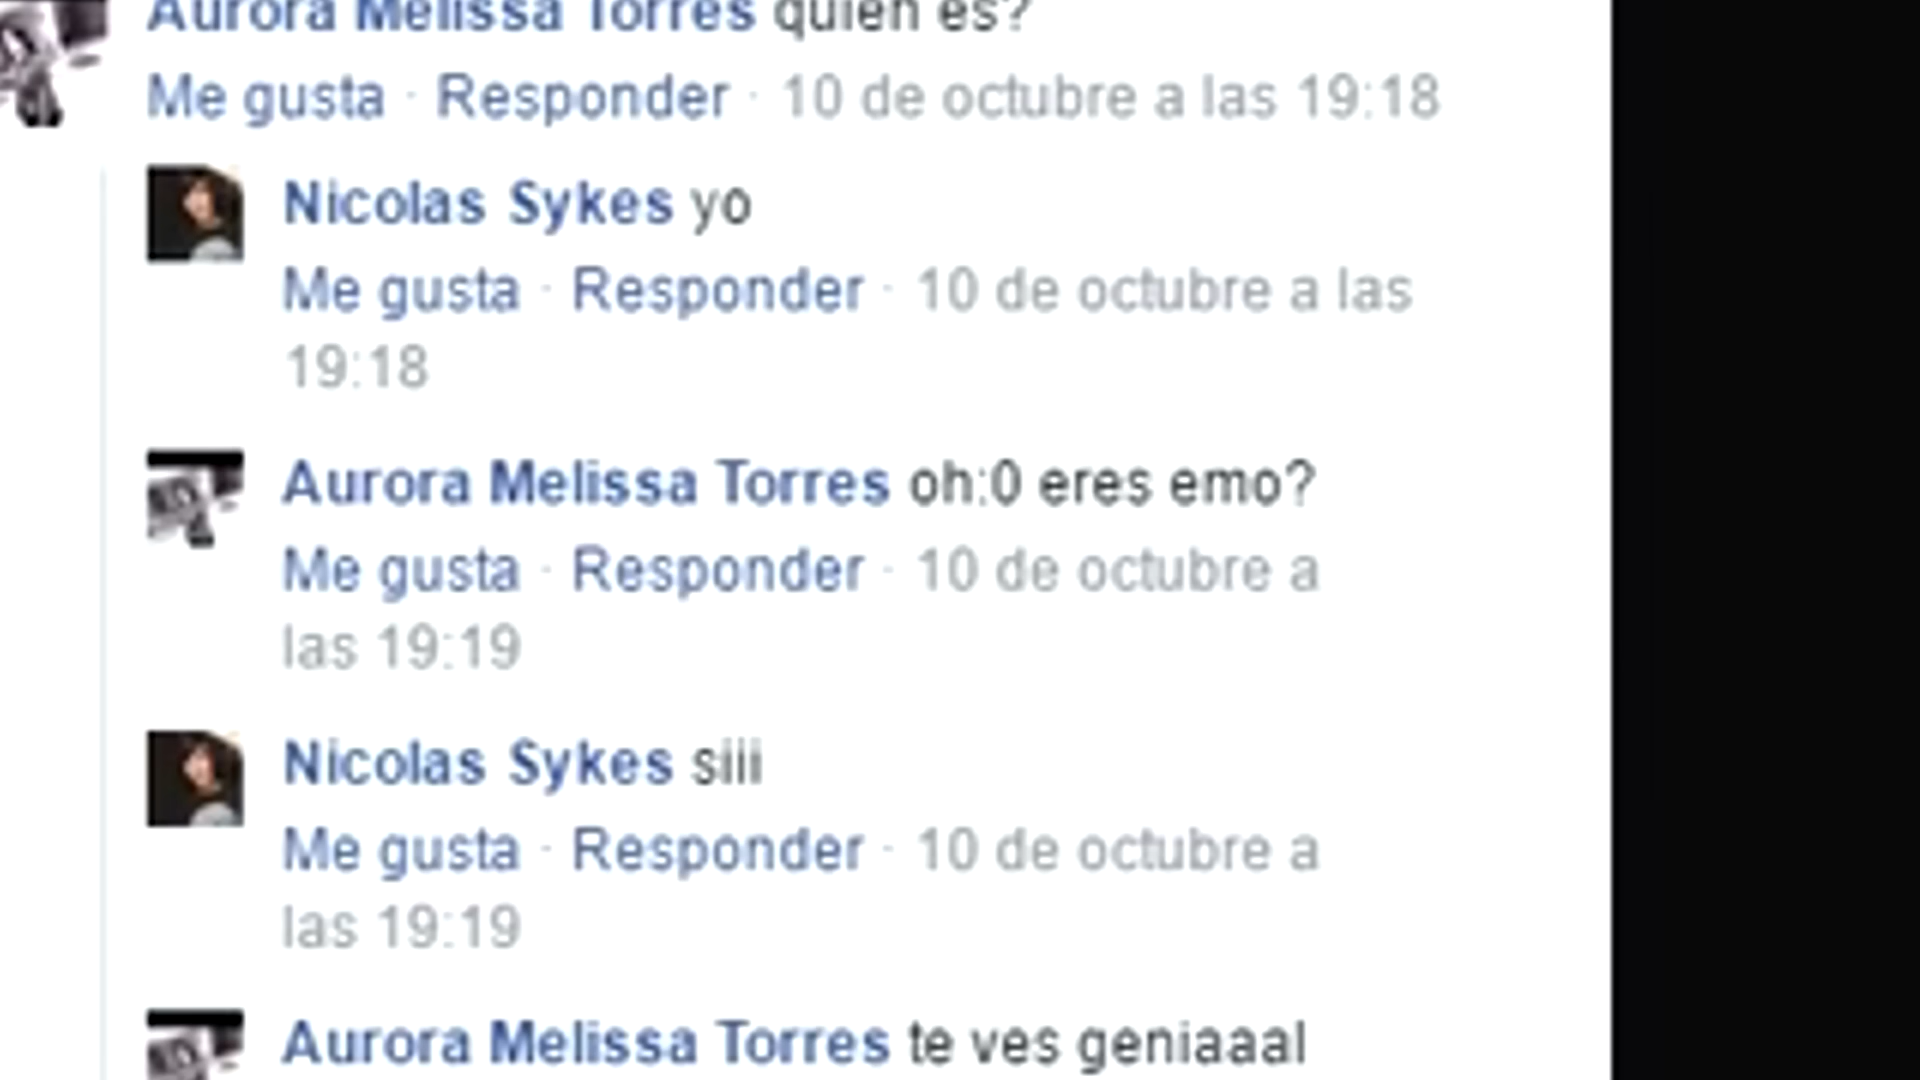 Aurora Melissa Torres quien es?
Me gusta · Responder · 10 de octubre a las 19:18
Nicolas Sykes yo
Me gusta · Responder · 10 de octubre a las
19:18
Aurora Melissa Torres oh:0 eres emo?
Me gusta · Responder · 10 de octubre a
las 19:19
Nicolas Sykes siii
Me gusta · Responder · 10 de octubre a
las 19:19
Aurora Melissa Torres te ves geniaaal